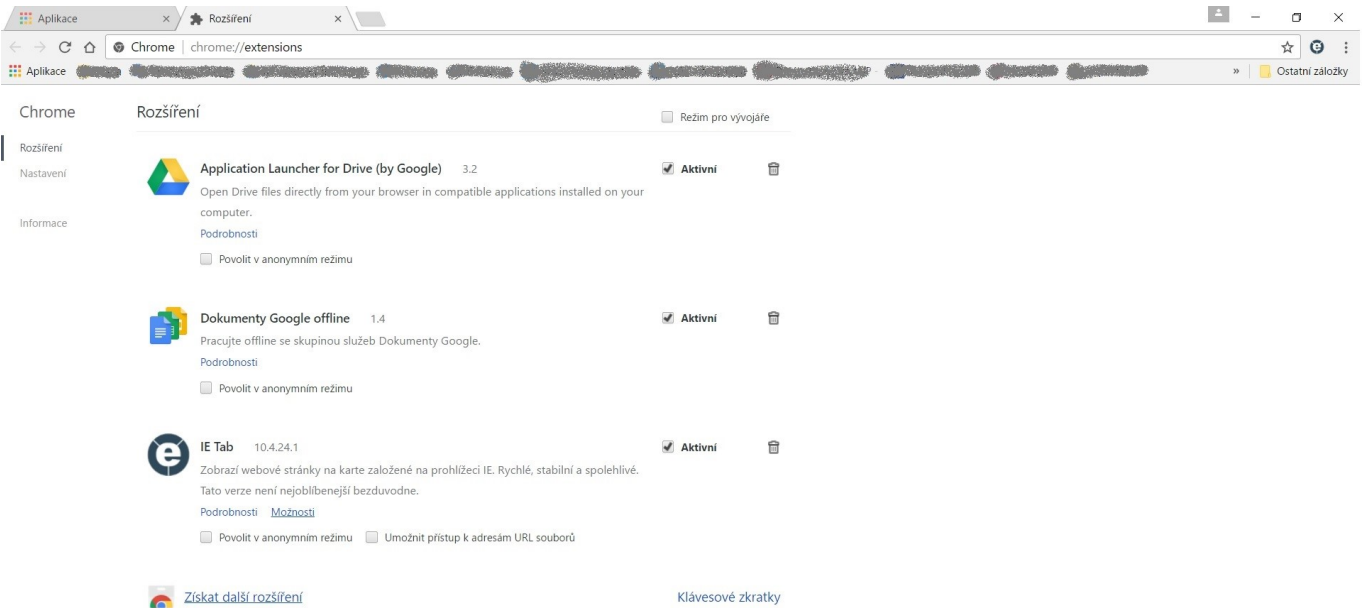 Aplikace
Rozšíření
Chrome
chrome://extensions
Aplikace
»
Ostatní záložky
Chrome
Rozšíření
Nastavení
Informace
Rozšíření
Režim pro vývojáře
Application Launcher for Drive (by Google) 3.2
Aktivní
Open Drive files directly from your browser in compatible applications installed on your
computer.
Podrobnosti
Povolit v anonymním režimu
Dokumenty Google offline 1.4
Aktivní
Pracujte offline se skupinou služeb Dokumenty Google.
Podrobnosti
Povolit v anonymním režimu
IE Tab 10.4.24.1
Aktivní
Zobrazí webové stránky na karte založené na prohlížeci IE. Rychlé, stabilní a spolehlivé.
Tato verze není nejoblíbenejší bezduvodne.
Podrobnosti Možnosti
Povolit v anonymním režimu Umožnit přístup k adresám URL souborů
Získat další rozšíření
Klávesové zkratky